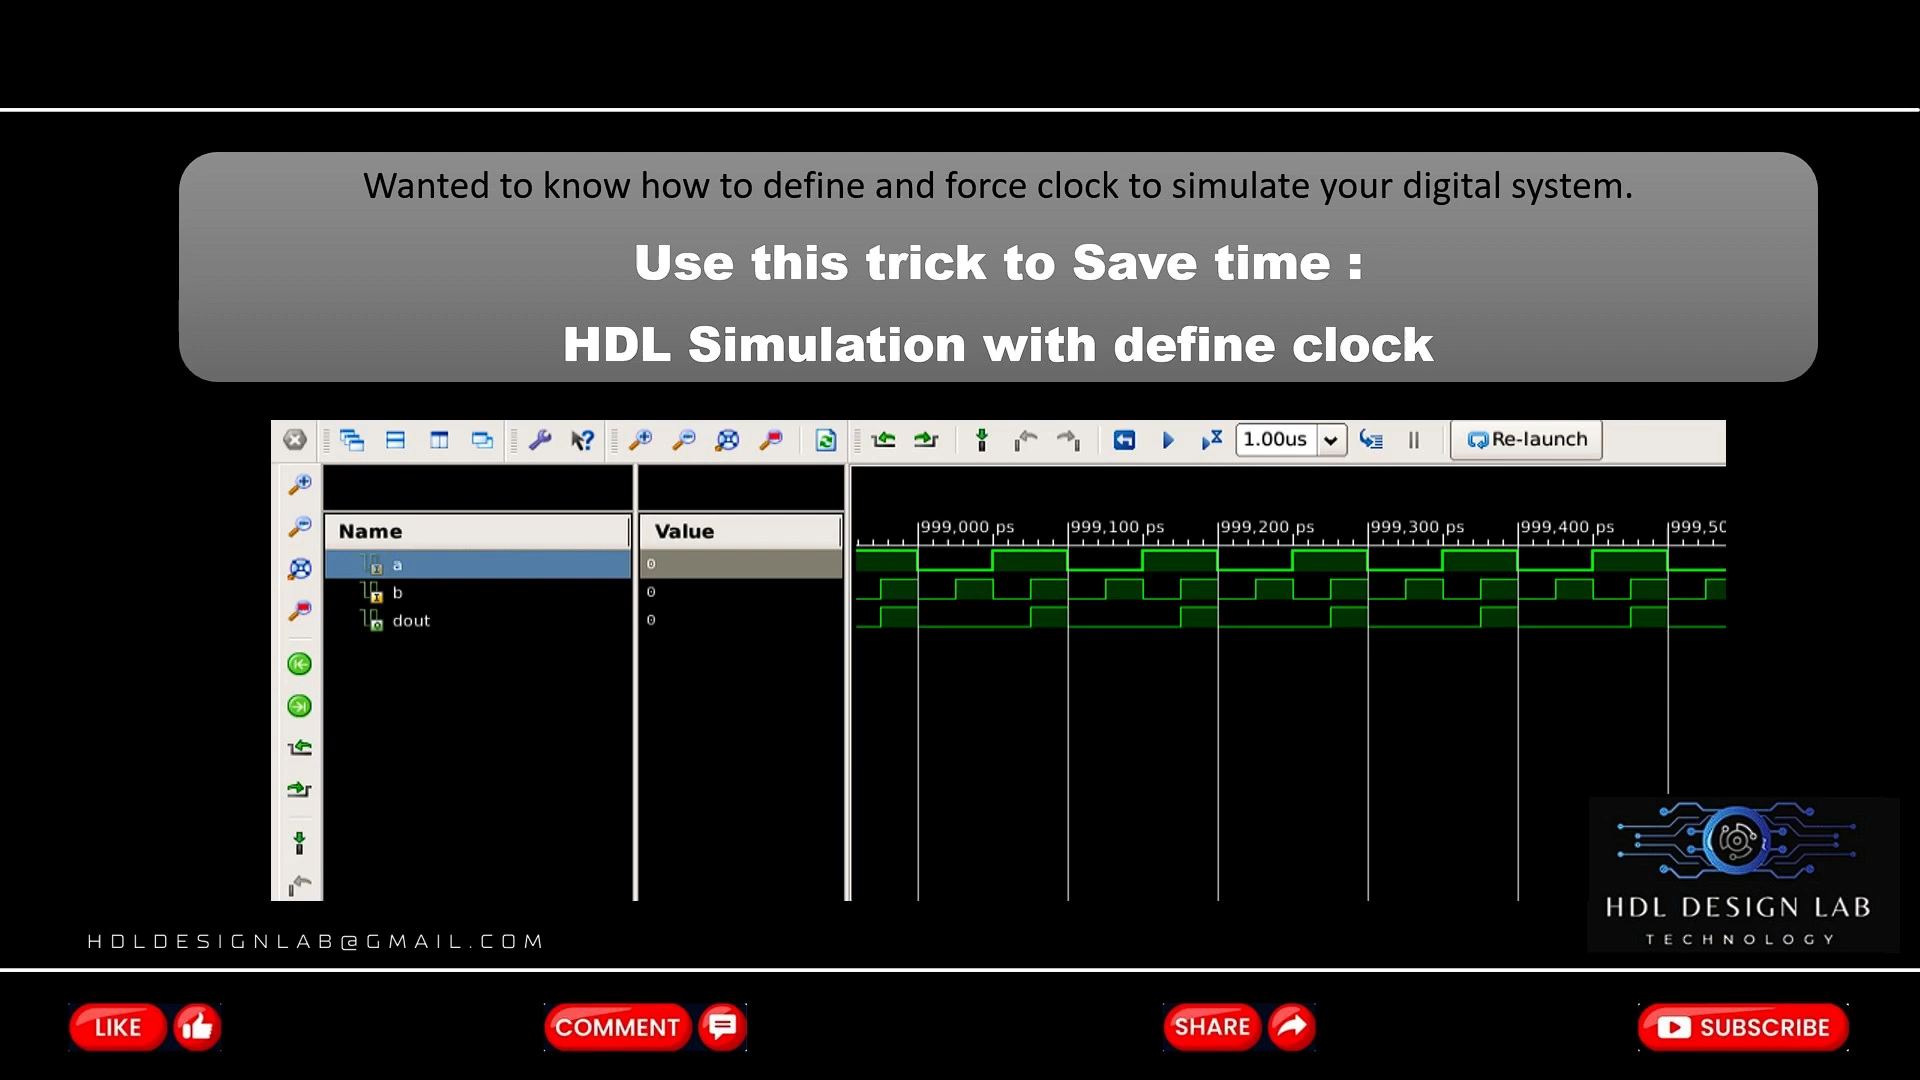 Wanted to know how to define and force clock to simulate your digital system.
Use this trick to Save time :
HDL Simulation with define clock
1.00us
Re-launch
Name
Value
999,000 ps
999,100 ps
999,200 ps
999,300 ps
999,400 ps
999,50
a
0
b
0
dout
0
HDL DESIGN LAB
TECHNOLOGY
HDLDESIGNLAB@GMAIL.COM
LIKE
COMMENT
SHARE
SUBSCRIBE